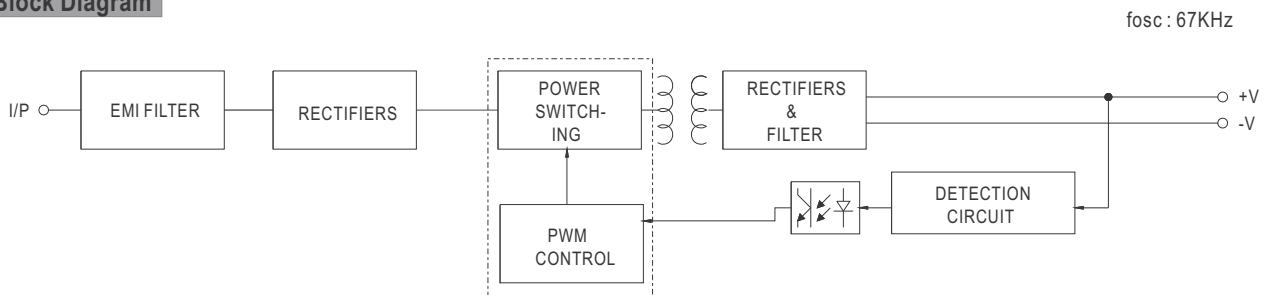 Block Diagram
fosc : 67KHz
I/P
EMI FILTER
RECTIFIERS
POWER
SWITCH-
ING
RECTIFIERS
&
FILTER
+V
-V
DETECTION
CIRCUIT
PWM
CONTROL